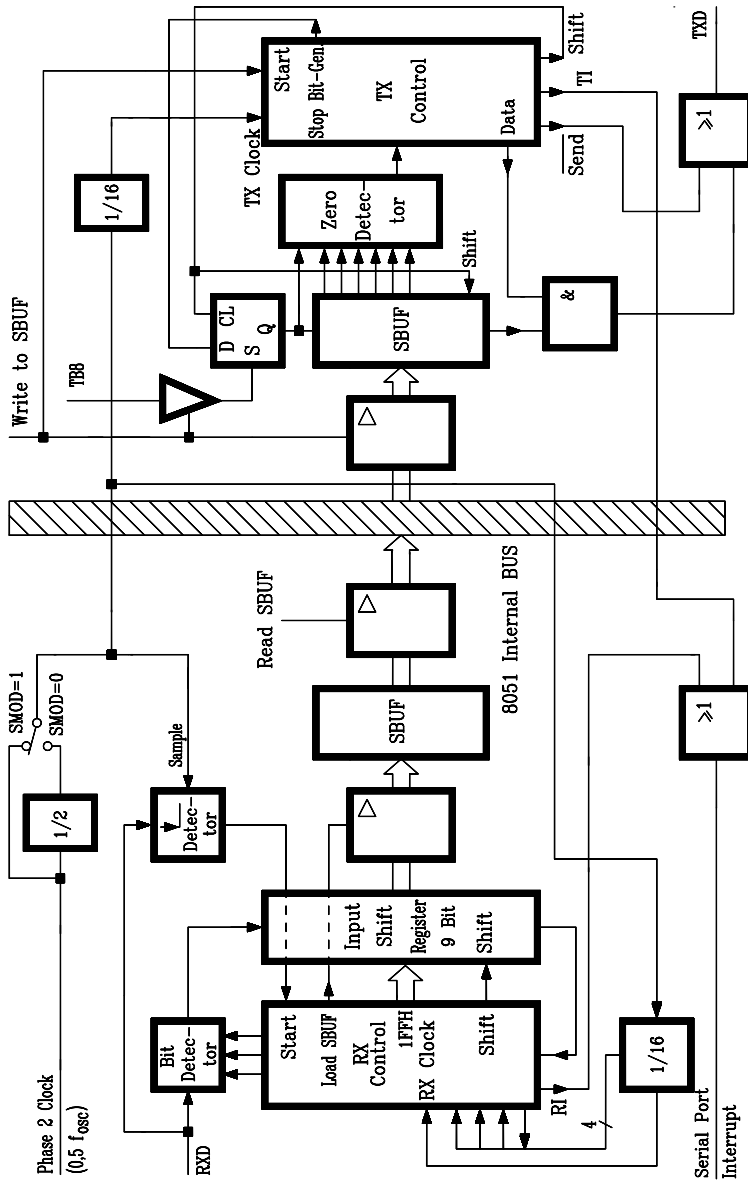 Phase 2 Clock
(0,5 fosc)
RXD
1/2
SMOD=1
SMOD=0
Sample
Detec-
tor
Bit
Detec-
tor
Start
Load SBUF
RX
Control
1FFH
RX Clock
Shift
RI
Input
Shift
Register
9 Bit
Shift
4
1/16
Serial Port
Interrupt
SBUF
Read SBUF
8051 Internal BUS
≥1
Write to SBUF
TB8
1/16
D CL
S Q
SBUF
Shift
Zero
Detec-
tor
TX Clock
Start
Stop Bit-Gen.
TX
Control
Data
Send
TI
Shift
&
≥1
TXD